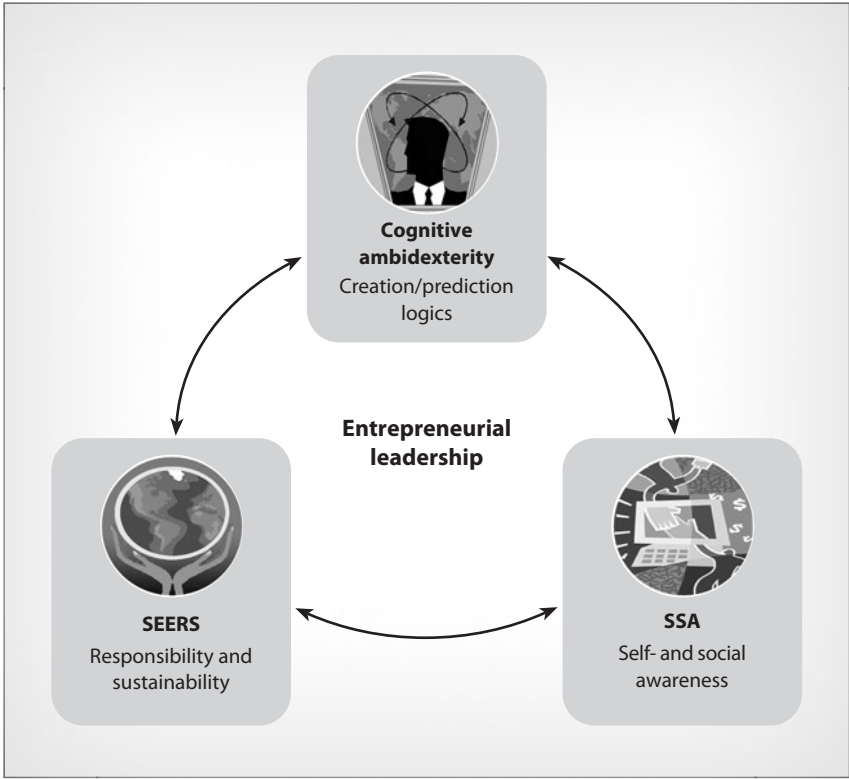 Cognitive
ambidexterity
Creation/prediction
logics
Entrepreneurial
leadership
SEERS
Responsibility and
sustainability
$
$
SSA
Self- and social
awareness